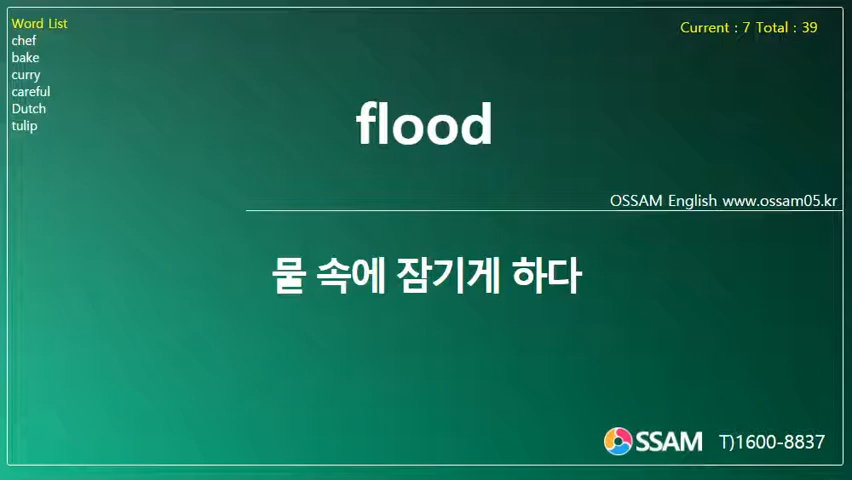 Word List
Current : 7 Total : 39
chef
bake
curry
careful
Dutch
tulip
flood
OSSAM English www.ossam05.kr
물 속에 잠기게 하다
OSSAM T)1600-8837